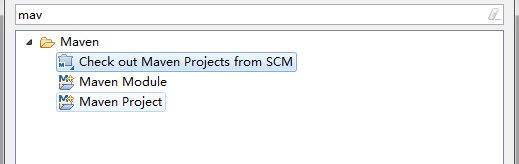 mav
Maven
Check out Maven Projects from SCM
Maven Module
Maven Project